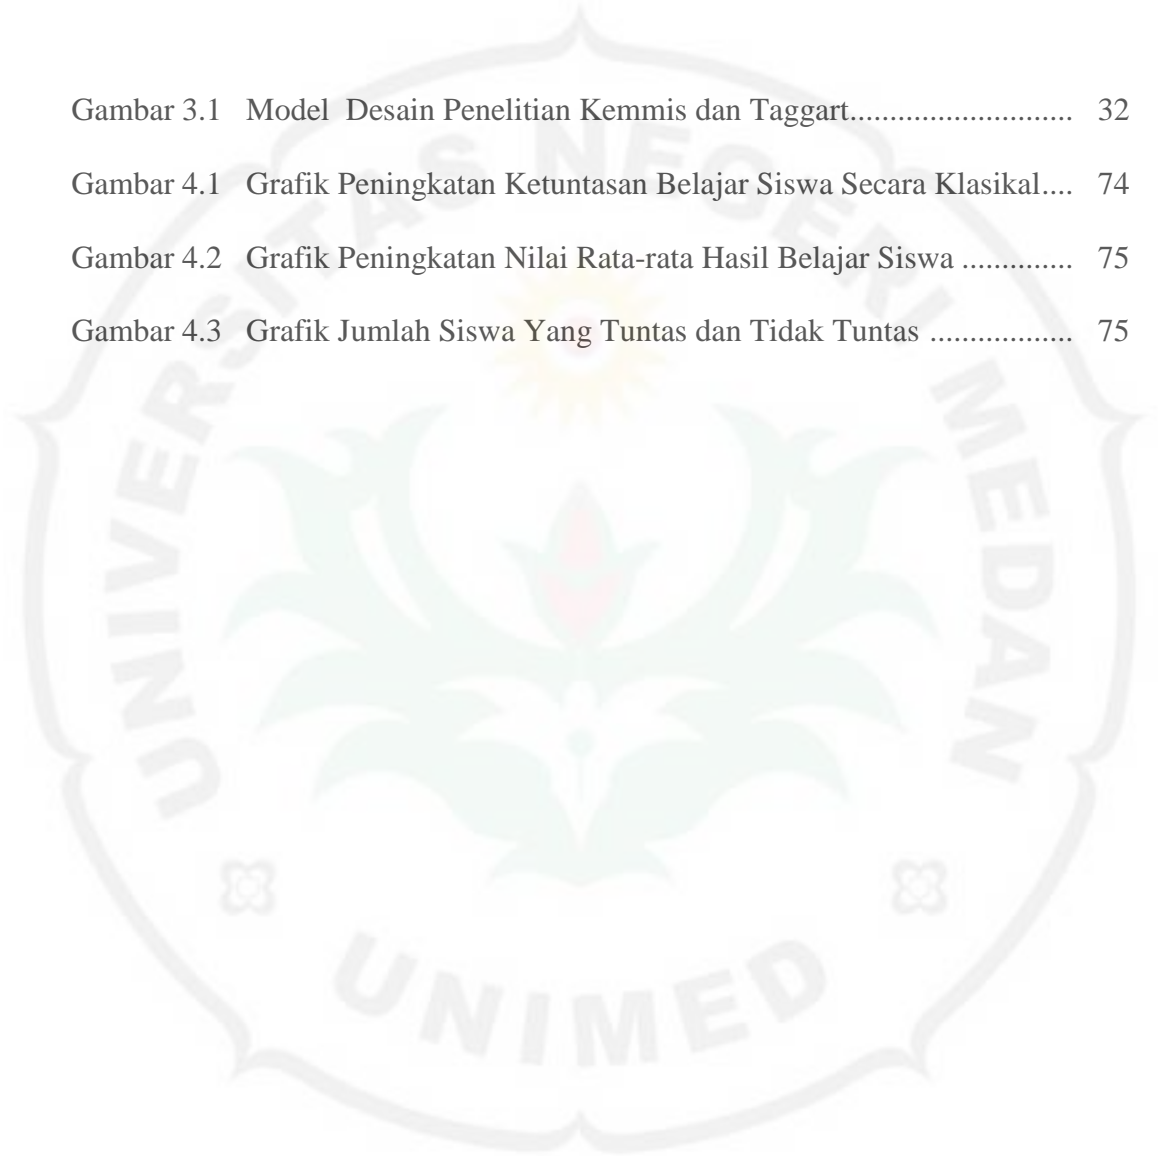 Gambar 3.1 Model Desain Penelitian Kemmis dan Taggart............................ 32
Gambar 4.1 Grafik Peningkatan Ketuntasan Belajar Siswa Secara Klasikal.... 74
Gambar 4.2 Grafik Peningkatan Nilai Rata-rata Hasil Belajar Siswa .............. 75
Gambar 4.3 Grafik Jumlah Siswa Yang Tuntas dan Tidak Tuntas .................. 75
UNIVERSITAS NEGERI MEDAN
UNIMED